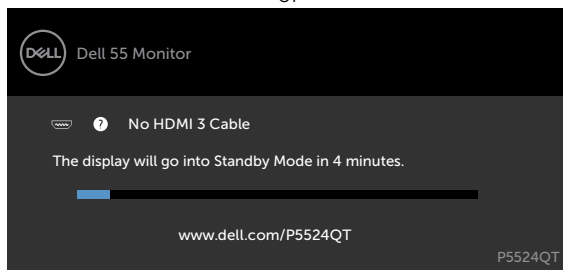 DELL
Dell 55 Monitor
? No HDMI 3 Cable
The display will go into Standby Mode in 4 minutes.
www.dell.com/P5524QT
P5524QT